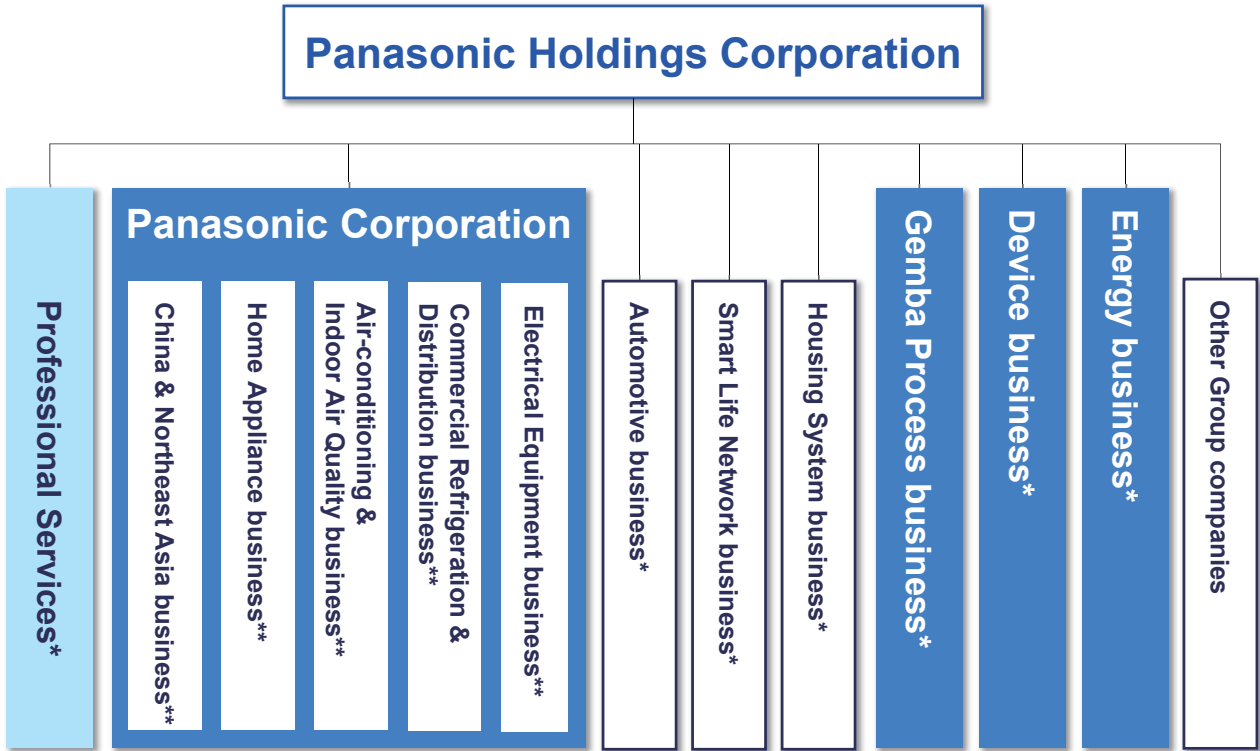 Panasonic Holdings Corporation
Professional Services*
Panasonic Corporation
China & Northeast Asia business**
Home Appliance business**
Air-conditioning &
Indoor Air Quality business**
Commercial Refrigeration &
Distribution business**
Electrical Equipment business**
Automotive business*
Smart Life Network business*
Housing System business*
Gemba Process business*
Device business*
Energy business*
Other Group companies